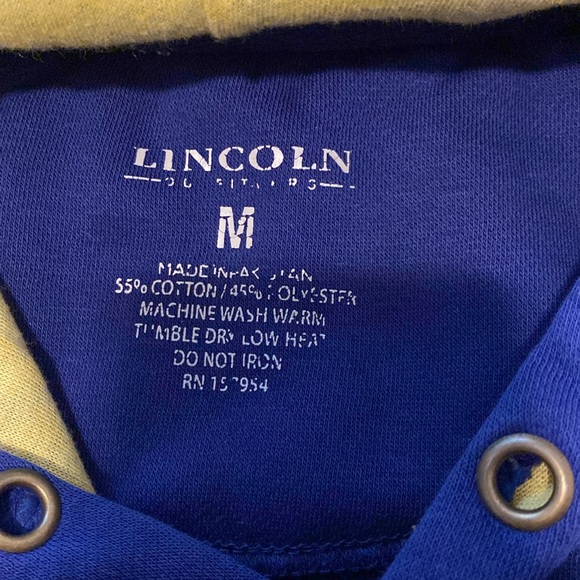 LINCOLN
OUTFITTERS
M
MADE IN PAKISTAN
55% COTTON / 45% POLYESTER
MACHINE WASH WARM
TUMBLE DRY LOW HEAT
DO NOT IRON
RN